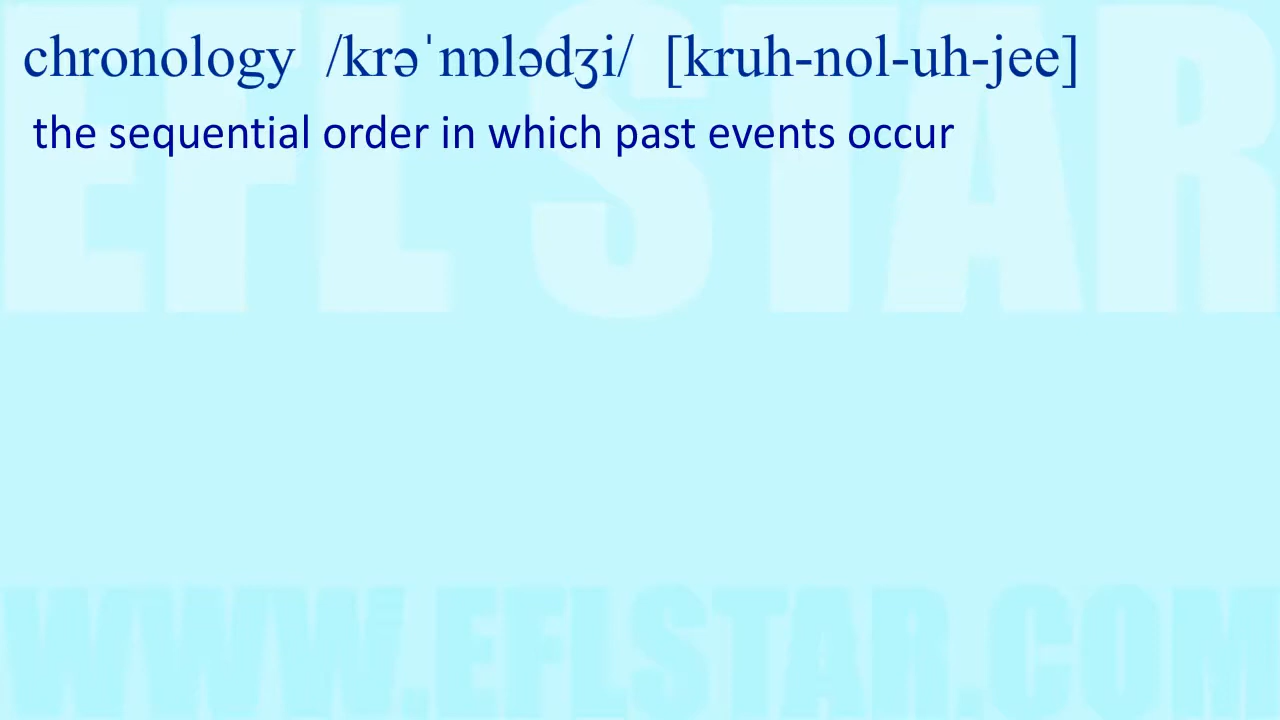 EFL STAR
chronology /krəˈnɒlədʒi/ [kruh-nol-uh-jee]
the sequential order in which past events occur
WWW.EFLSTAR.COM